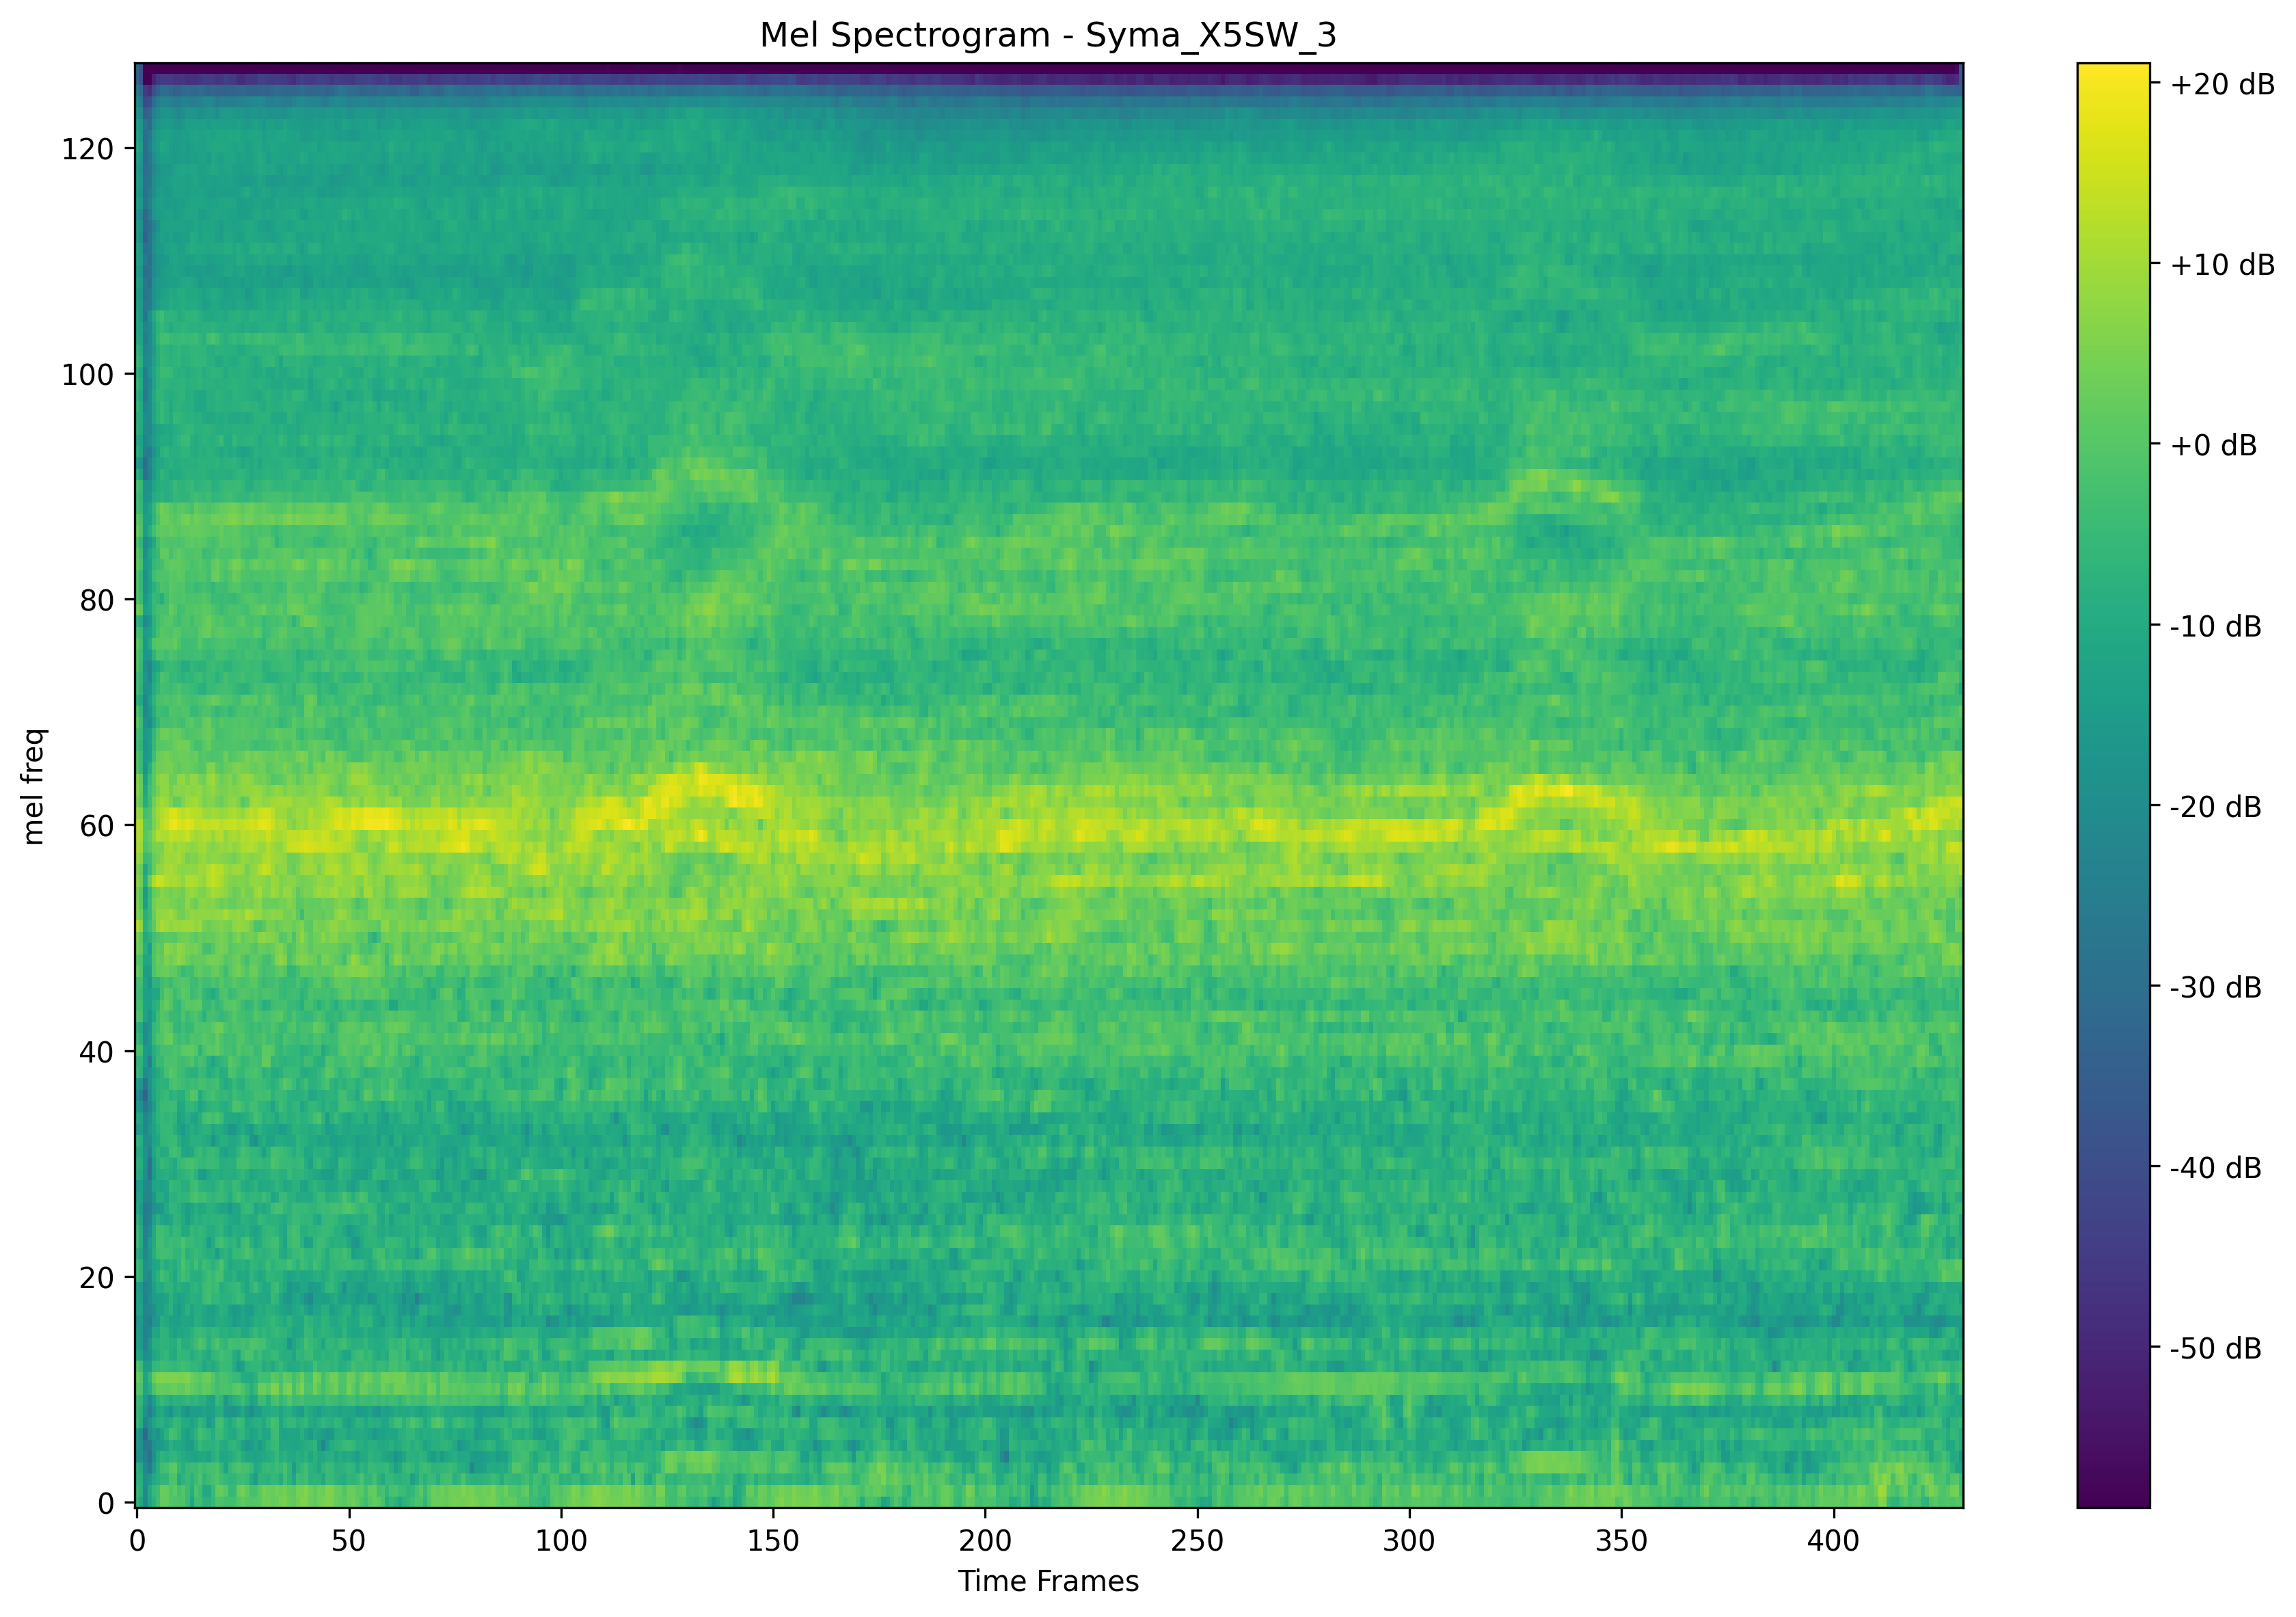 Mel Spectrogram - Syma_X5SW_3
mel freq
120
100
80
60
40
20
0
0 50 100 150 200 250 300 350 400
Time Frames
+20 dB
+10 dB
+0 dB
-10 dB
-20 dB
-30 dB
-40 dB
-50 dB